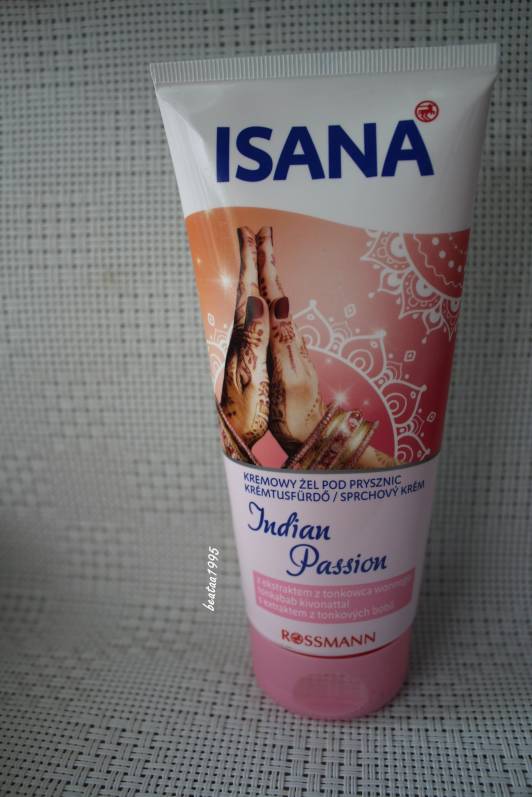 ISANA
KREMOWY ŻEL POD PRYSZNIC
KRÉMTUSFÜRDŐ / SPRCHOVÝ KRÉM
Indian
Passion
z ekstraktem z tonkowca wonnego
tonkabab kivonattal
s extraktem z tonkových bobů
ROSSMANN
beataa1995